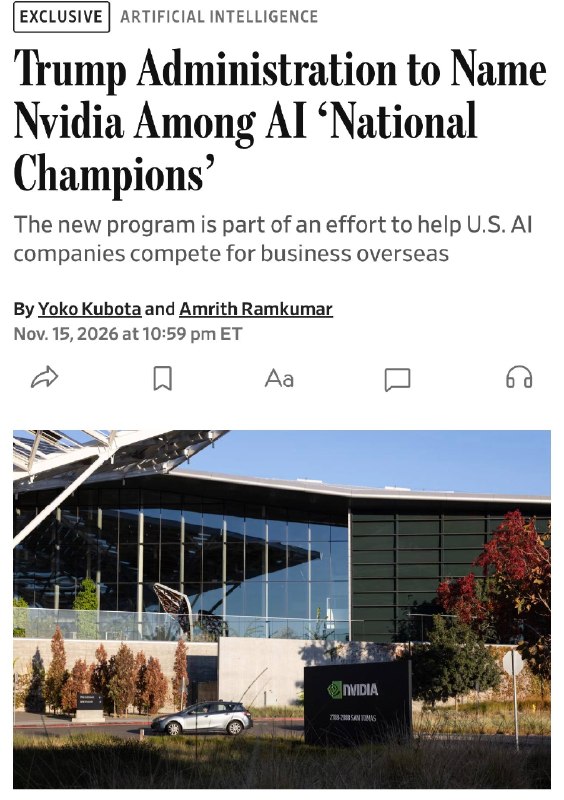 EXCLUSIVE ARTIFICIAL INTELLIGENCE
Trump Administration to Name
Nvidia Among AI ‘National
Champions’
The new program is part of an effort to help U.S. AI
companies compete for business overseas
By Yoko Kubota and Amrith Ramkumar
Nov. 15, 2026 at 10:59 pm ET
Aa
NVIDIA